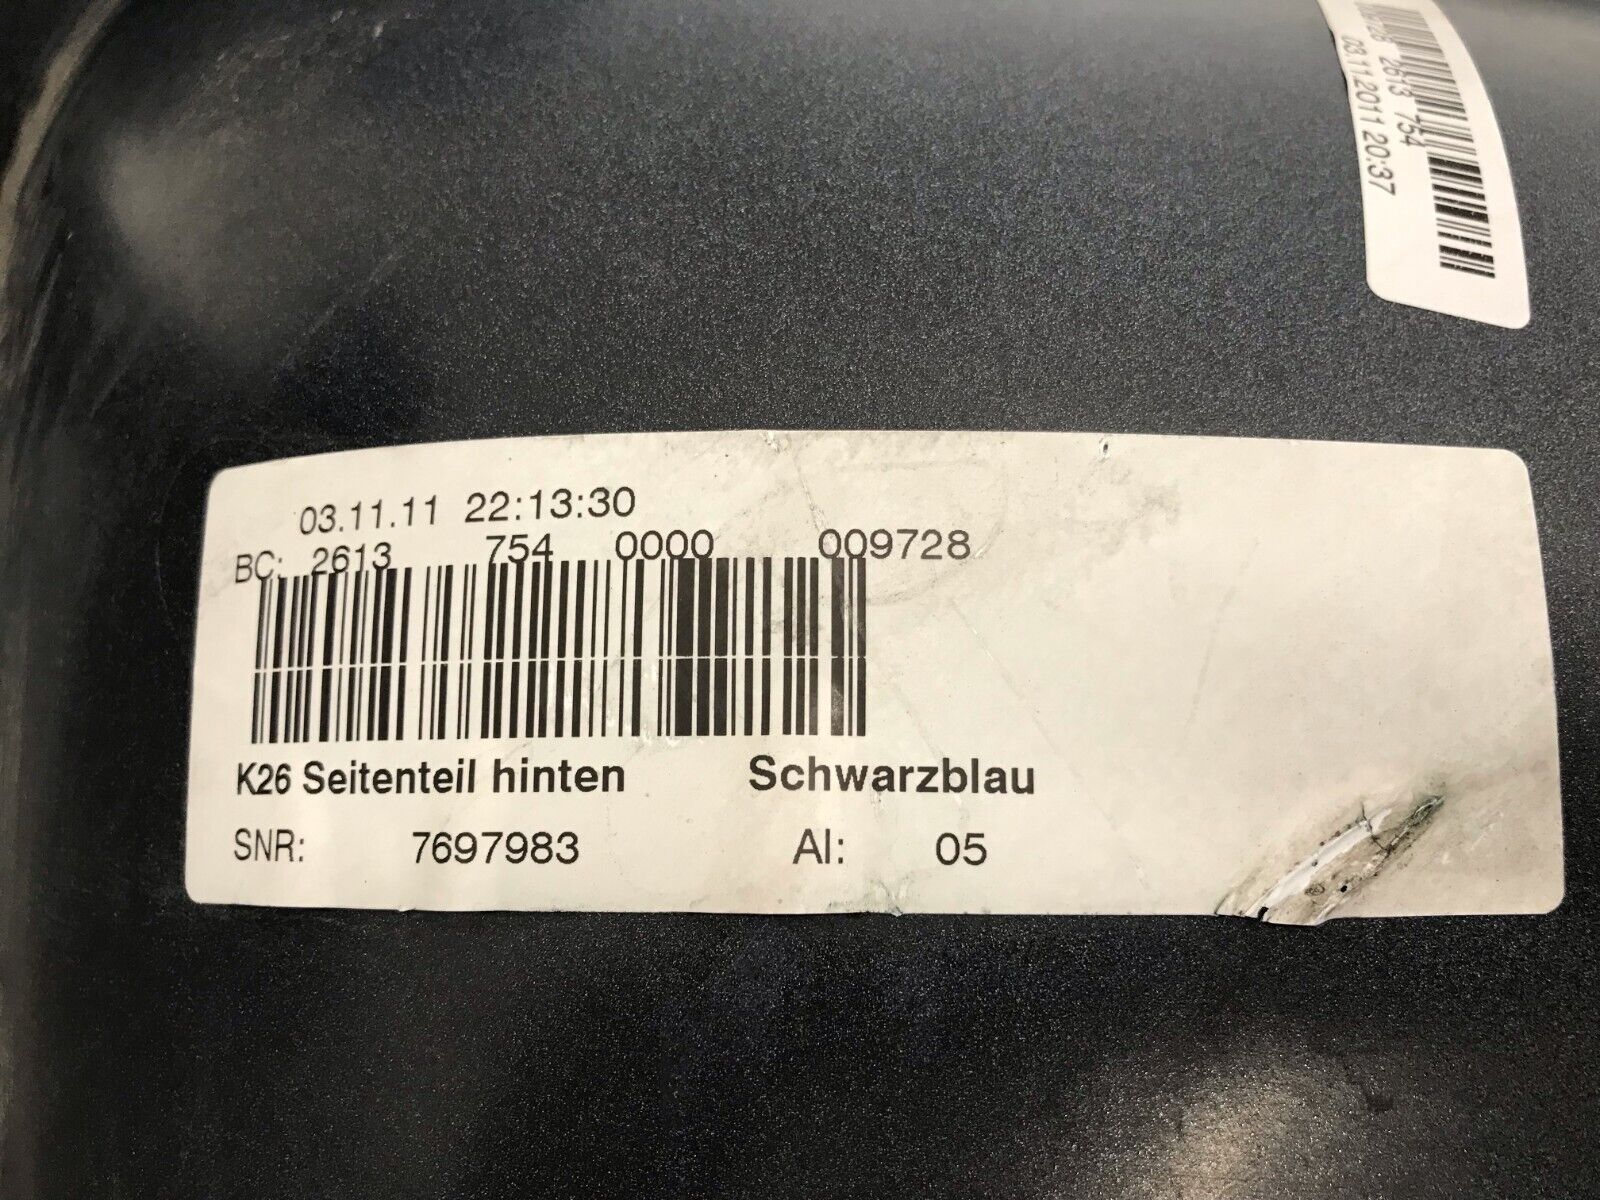 03.11.11 22:13:30
BC: 2613 754 0000 009728
K26 Seitenteil hinten Schwarzblau
SNR: 7697983 AI: 05
2613 754
03.11.2011 20:37